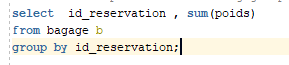 select  id_reservation , sum(poids)
from bagage b
group by id_reservation;